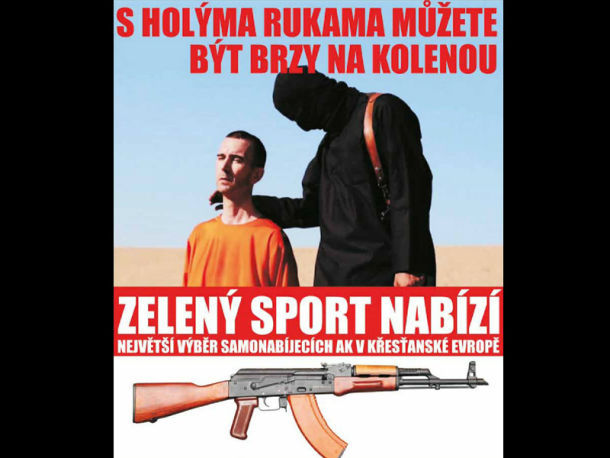 S HOLÝMA RUKAMA MŮŽETE
BÝT BRZY NA KOLENOU
ZELENÝ SPORT NABÍZÍ
NEJVĚTŠÍ VÝBĚR SAMONABÍJECÍCH AK V KŘESŤANSKÉ EVROPĚ